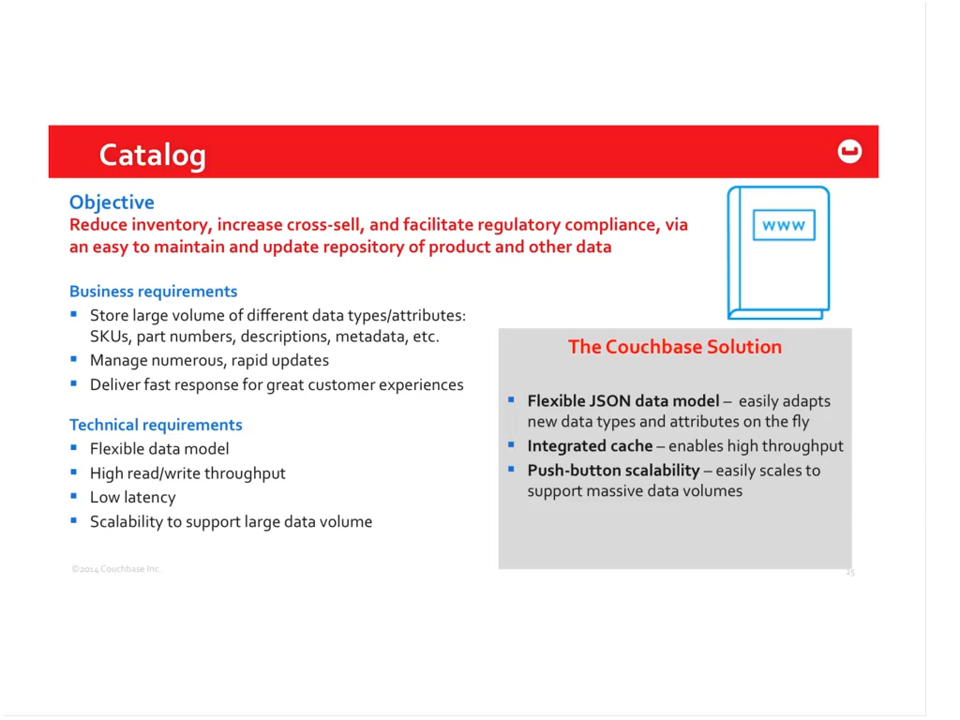 Catalog
Objective
Reduce inventory, increase cross-sell, and facilitate regulatory compliance, via
an easy to maintain and update repository of product and other data
www
Business requirements
Store large volume of different data types/attributes:
SKUs, part numbers, descriptions, metadata, etc.
Manage numerous, rapid updates
Deliver fast response for great customer experiences
Technical requirements
Flexible data model
High read/write throughput
Low latency
Scalability to support large data volume
The Couchbase Solution
Flexible JSON data model – easily adapts
new data types and attributes on the fly
Integrated cache – enables high throughput
Push-button scalability – easily scales to
support massive data volumes
©2014 Couchbase Inc.
25